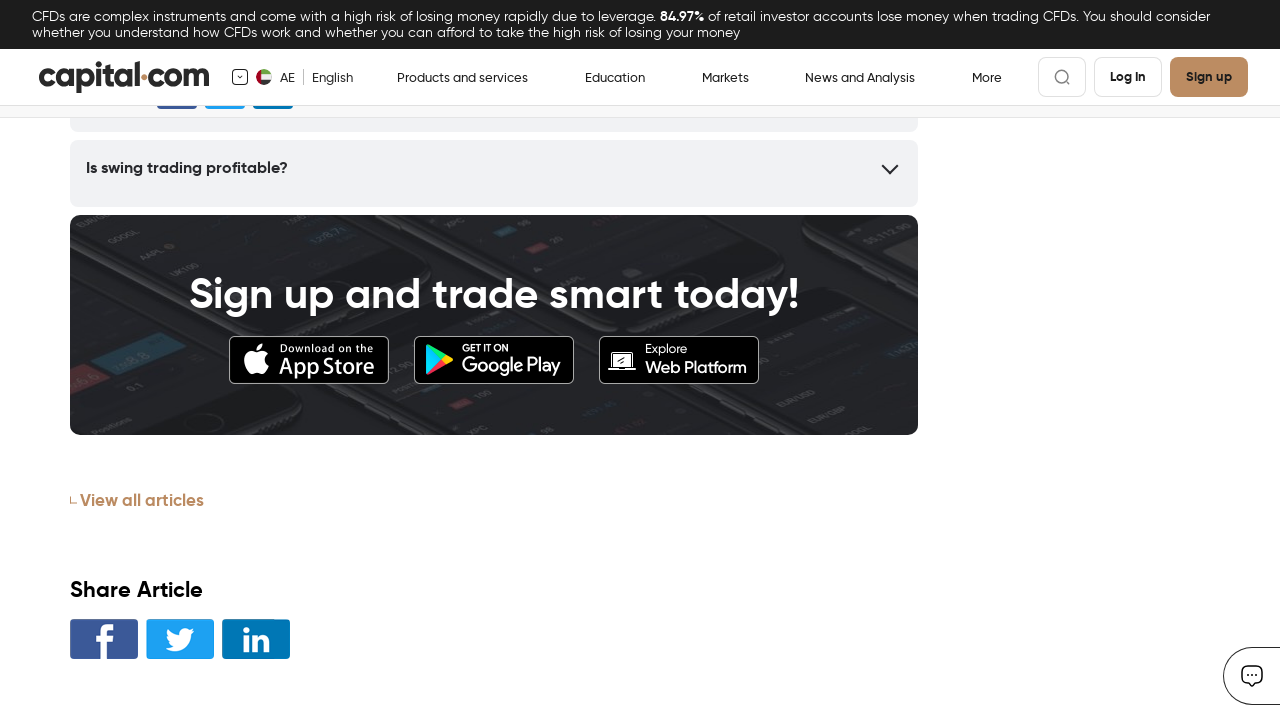 CFDs are complex instruments and come with a high risk of losing money rapidly due to leverage. 84.97% of retail investor accounts lose money when trading CFDs. You should consider
whether you understand how CFDs work and whether you can afford to take the high risk of losing your money
capital.com
AE English Products and services Education Markets News and Analysis More Log In Sign up
Is swing trading profitable?
Sign up and trade smart today!
Download on the
App Store
GET IT ON
Google Play
Explore
Web Platform
View all articles
Share Article